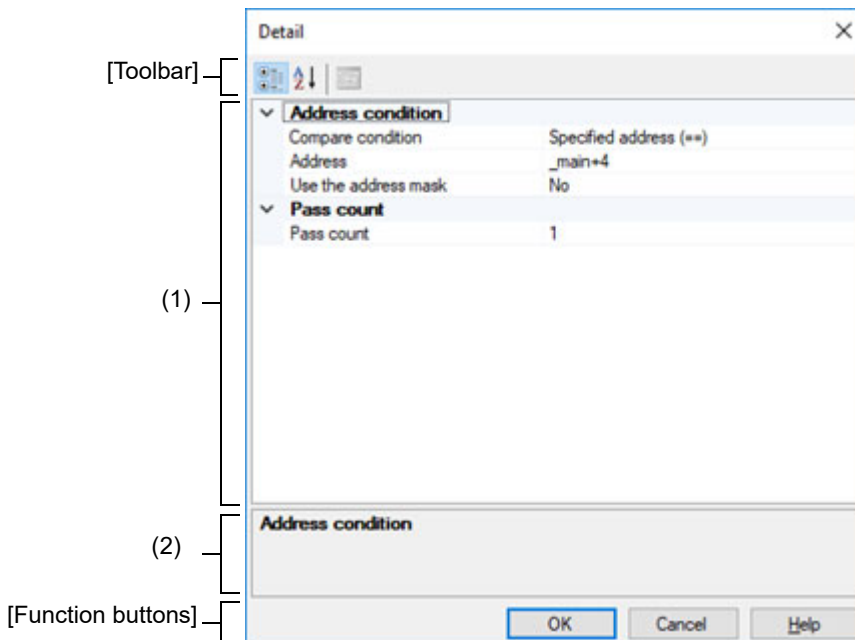 Detail
[Toolbar]
Address condition
Compare condition Specified address (==)
Address _main+4
Use the address mask No
Pass count
Pass count 1
(1)
Address condition
(2)
[Function buttons]
OK Cancel Help